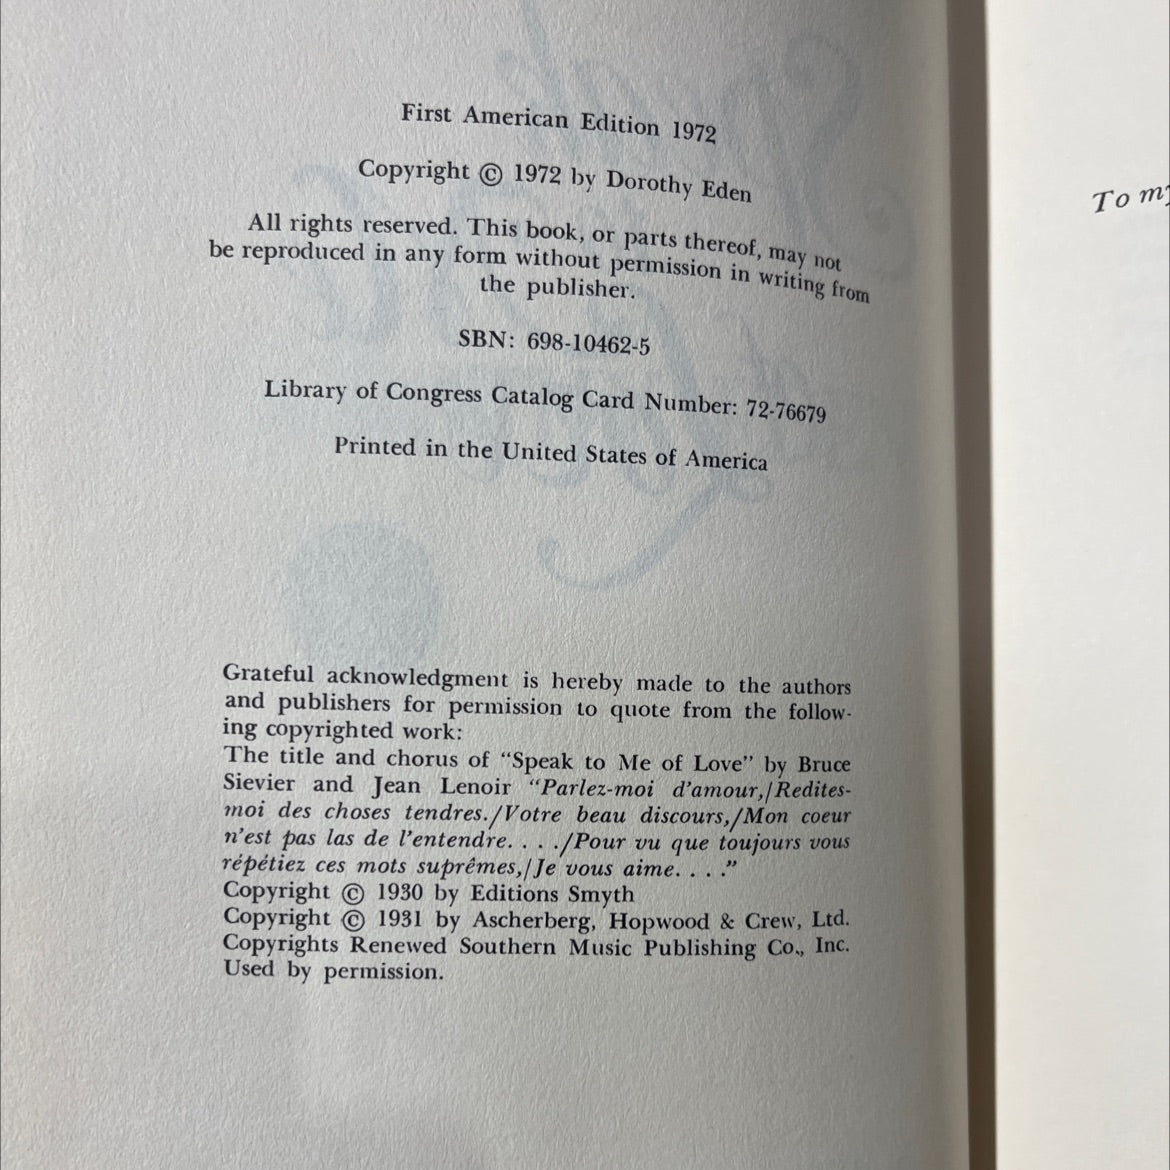 First American Edition 1972
Copyright © 1972 by Dorothy Eden
All rights reserved. This book, or parts thereof, may not
be reproduced in any form without permission in writing from
the publisher.
SBN: 698-10462-5
Library of Congress Catalog Card Number: 72-76679
Printed in the United States of America
Grateful acknowledgment is hereby made to the authors
and publishers for permission to quote from the follow-
ing copyrighted work:
The title and chorus of “Speak to Me of Love” by Bruce
Sievier and Jean Lenoir “Parlez-moi d'amour,/Redites-
moi des choses tendres./Votre beau discours,/Mon coeur
n'est pas las de l'entendre. . . ./Pour vu que toujours vous
répétiez ces mots suprêmes,/Je vous aime. . . .”
Copyright © 1930 by Editions Smyth
Copyright © 1931 by Ascherberg, Hopwood & Crew, Ltd.
Copyrights Renewed Southern Music Publishing Co., Inc.
Used by permission.
To my